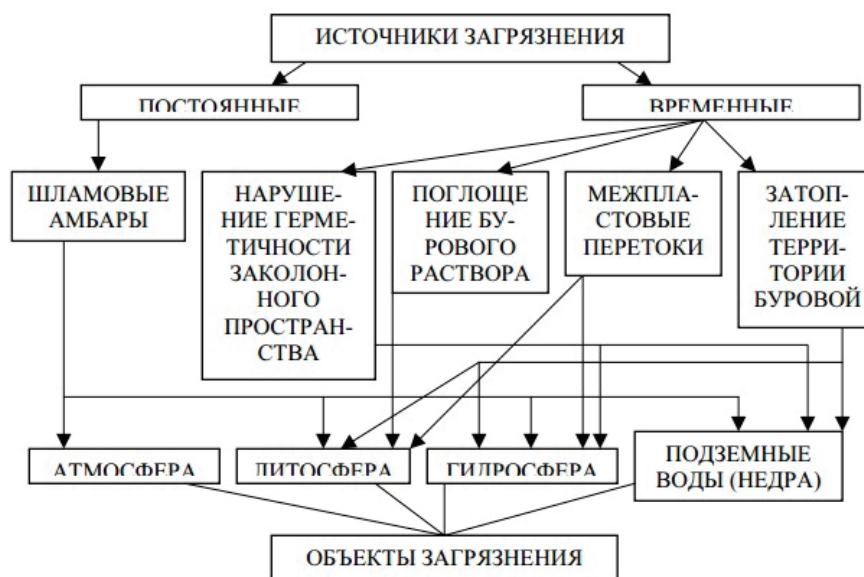 ИСТОЧНИКИ ЗАГРЯЗНЕНИЯ
ПОСТОЯННЫЕ
ВРЕМЕННЫЕ
ШЛАМОВЫЕ
АМБАРЫ
НАРУШЕ-
НИЕ ГЕРМЕ-
ТИЧНОСТИ
ЗАКОЛОН-
НОГО
ПРОСТРАН-
СТВА
ПОГЛОЩЕ
НИЕ БУ-
РОВОГО
РАСТВОРА
МЕЖПЛА-
СТОВЫЕ
ПЕРЕТОКИ
ЗАТОП-
ЛЕНИЕ
ТЕРРИ-
ТОРИИ
БУРОВОЙ
АТМОСФЕРА
ЛИТОСФЕРА
ГИДРОСФЕРА
ПОДЗЕМНЫЕ
ВОДЫ (НЕДРА)
ОБЪЕКТЫ ЗАГРЯЗНЕНИЯ